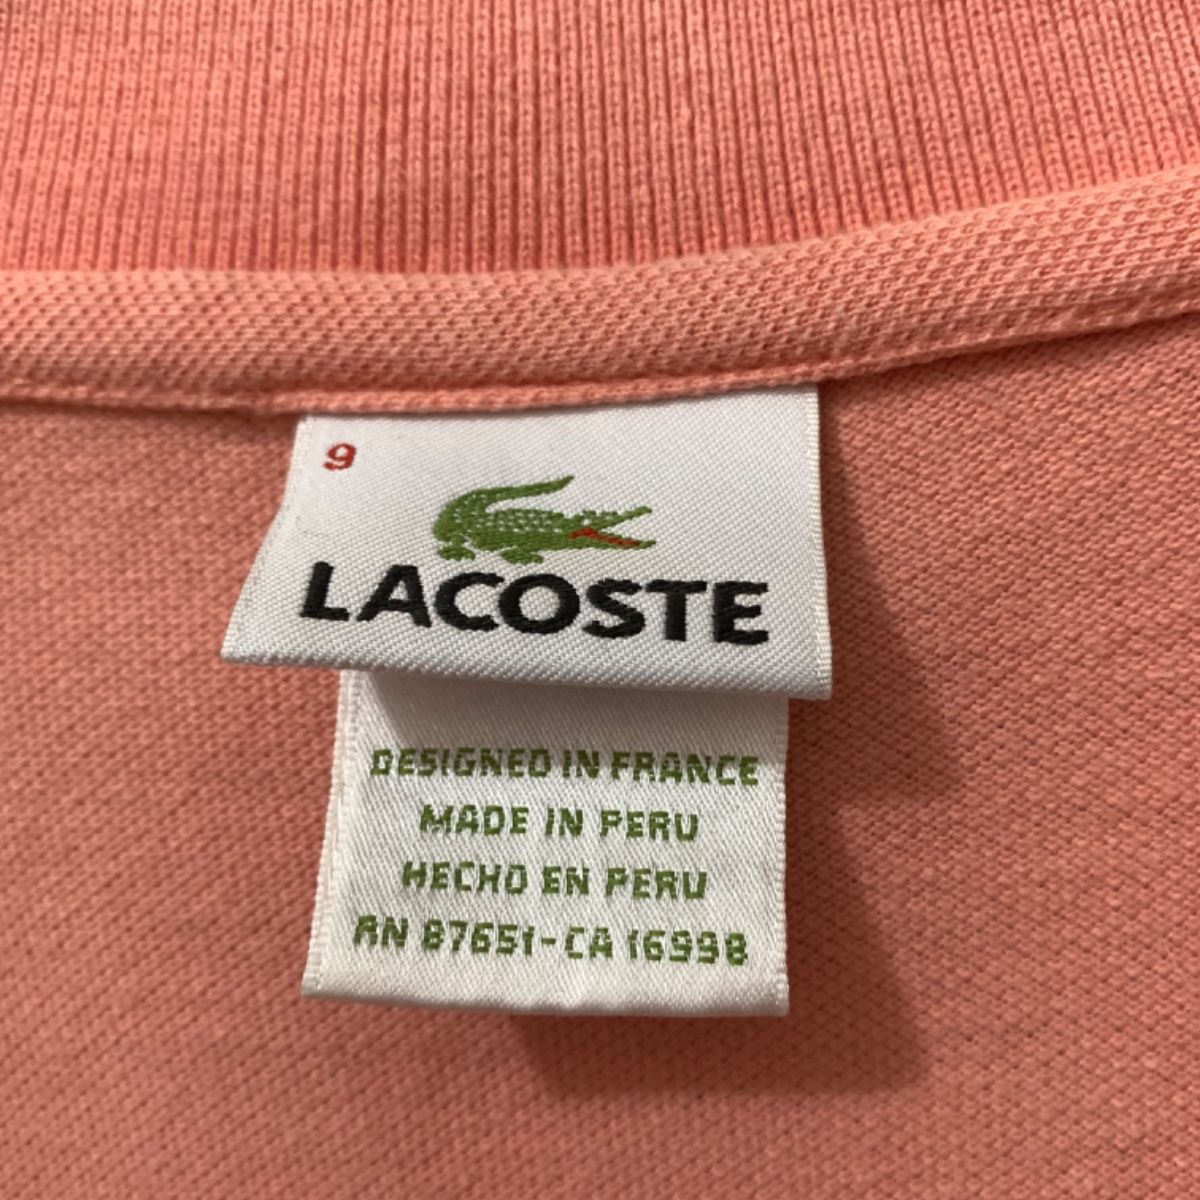 9
LACOSTE
DESIGNED IN FRANCE
MADE IN PERU
HECHO EN PERU
RN 87651-CA 16998